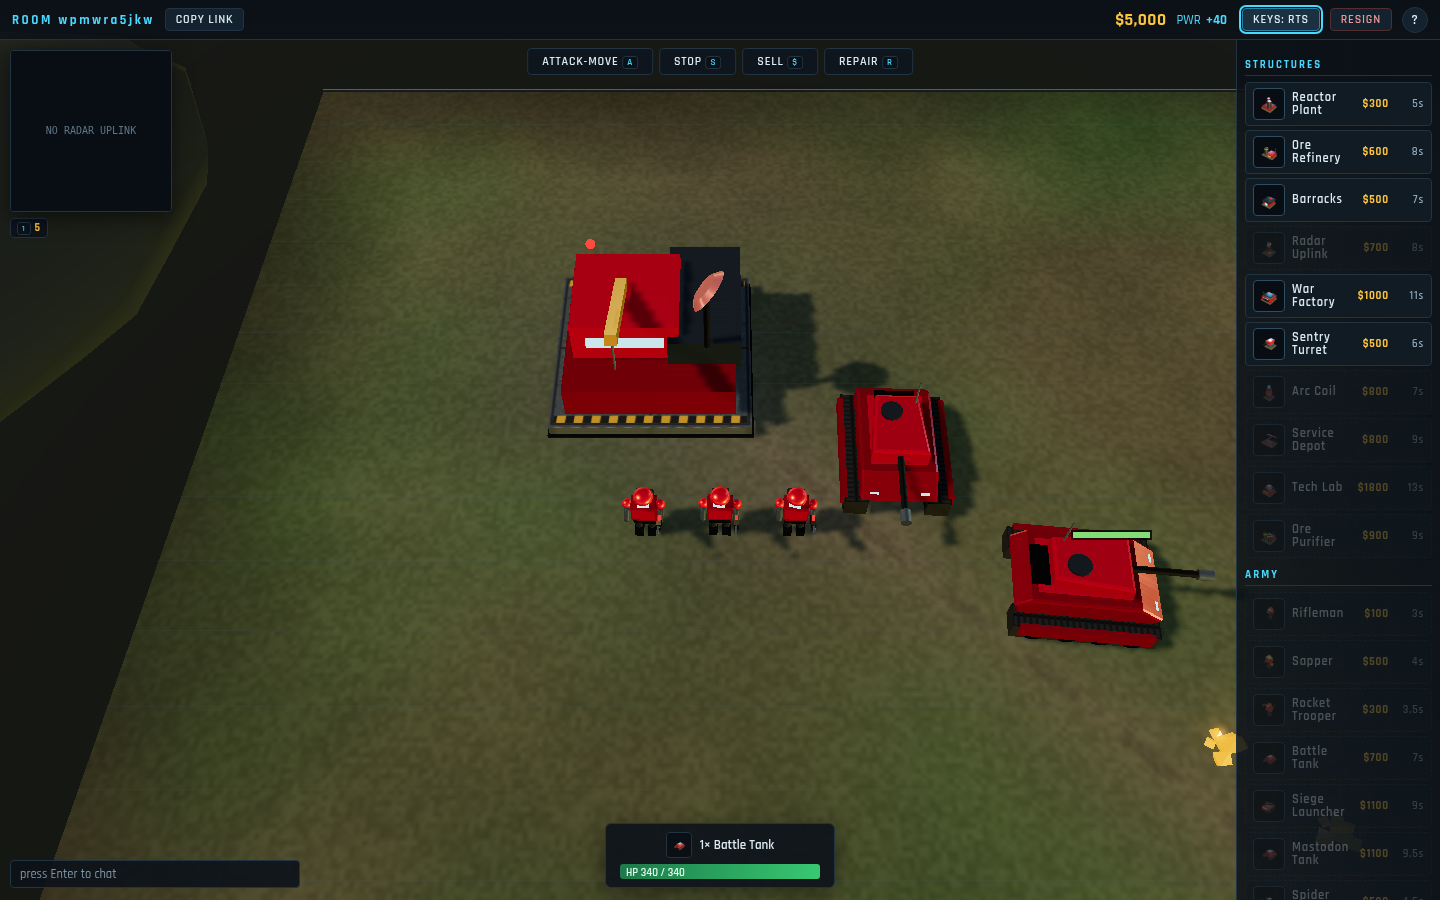 ROOM wpmwra5jkw
COPY LINK
$5,000
PWR +40
KEYS: RTS
RESIGN
?
NO RADAR UPLINK
1 5
ATTACK-MOVE A
STOP S
SELL $
REPAIR R
STRUCTURES
Reactor
Plant
$300
5s
Ore
Refinery
$600
8s
Barracks
$500
7s
Radar
Uplink
$700
8s
War
Factory
$1000
11s
Sentry
Turret
$500
6s
Arc Coil
$800
7s
Service
Depot
$800
9s
Tech Lab
$1800
13s
Ore
Purifier
$900
9s
ARMY
Rifleman
$100
3s
Sapper
$500
4s
Rocket
Trooper
$300
3.5s
Battle
Tank
$700
7s
Siege
Launcher
$1100
9s
Mastodon
Tank
$1100
9.5s
Spider
1× Battle Tank
HP 340 / 340
press Enter to chat